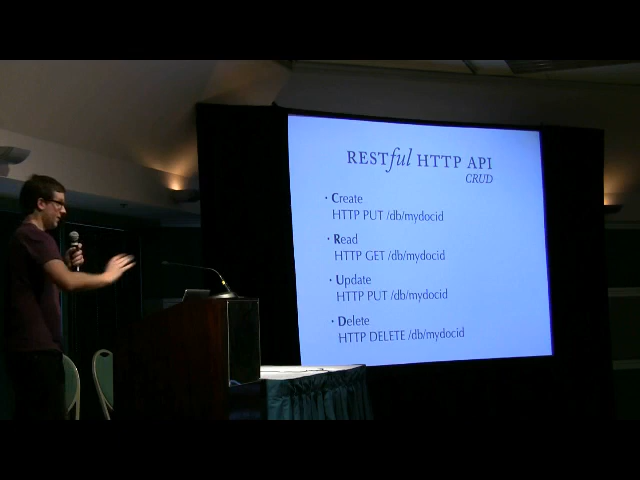 RESTful HTTP API
CRUD
· Create
HTTP PUT /db/mydocid
· Read
HTTP GET /db/mydocid
· Update
HTTP PUT /db/mydocid
· Delete
HTTP DELETE /db/mydocid